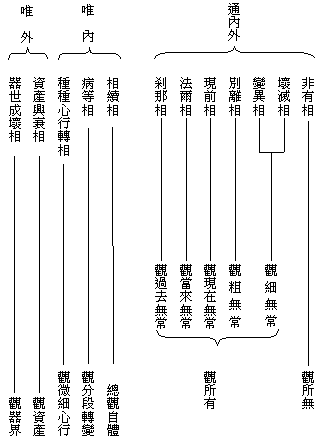 通內外
非有相
壞滅相
變異相
別離相
現前相
法爾相
剎那相
觀所無
觀細無常
觀粗無常
觀現在無常
觀當來無常
觀過去無常
觀所有
唯內
相續相
病等相
種種心行轉相
總觀自體
觀分段轉變
觀微細心行
唯外
資產興衰相
器世成壞相
觀資產
觀器界